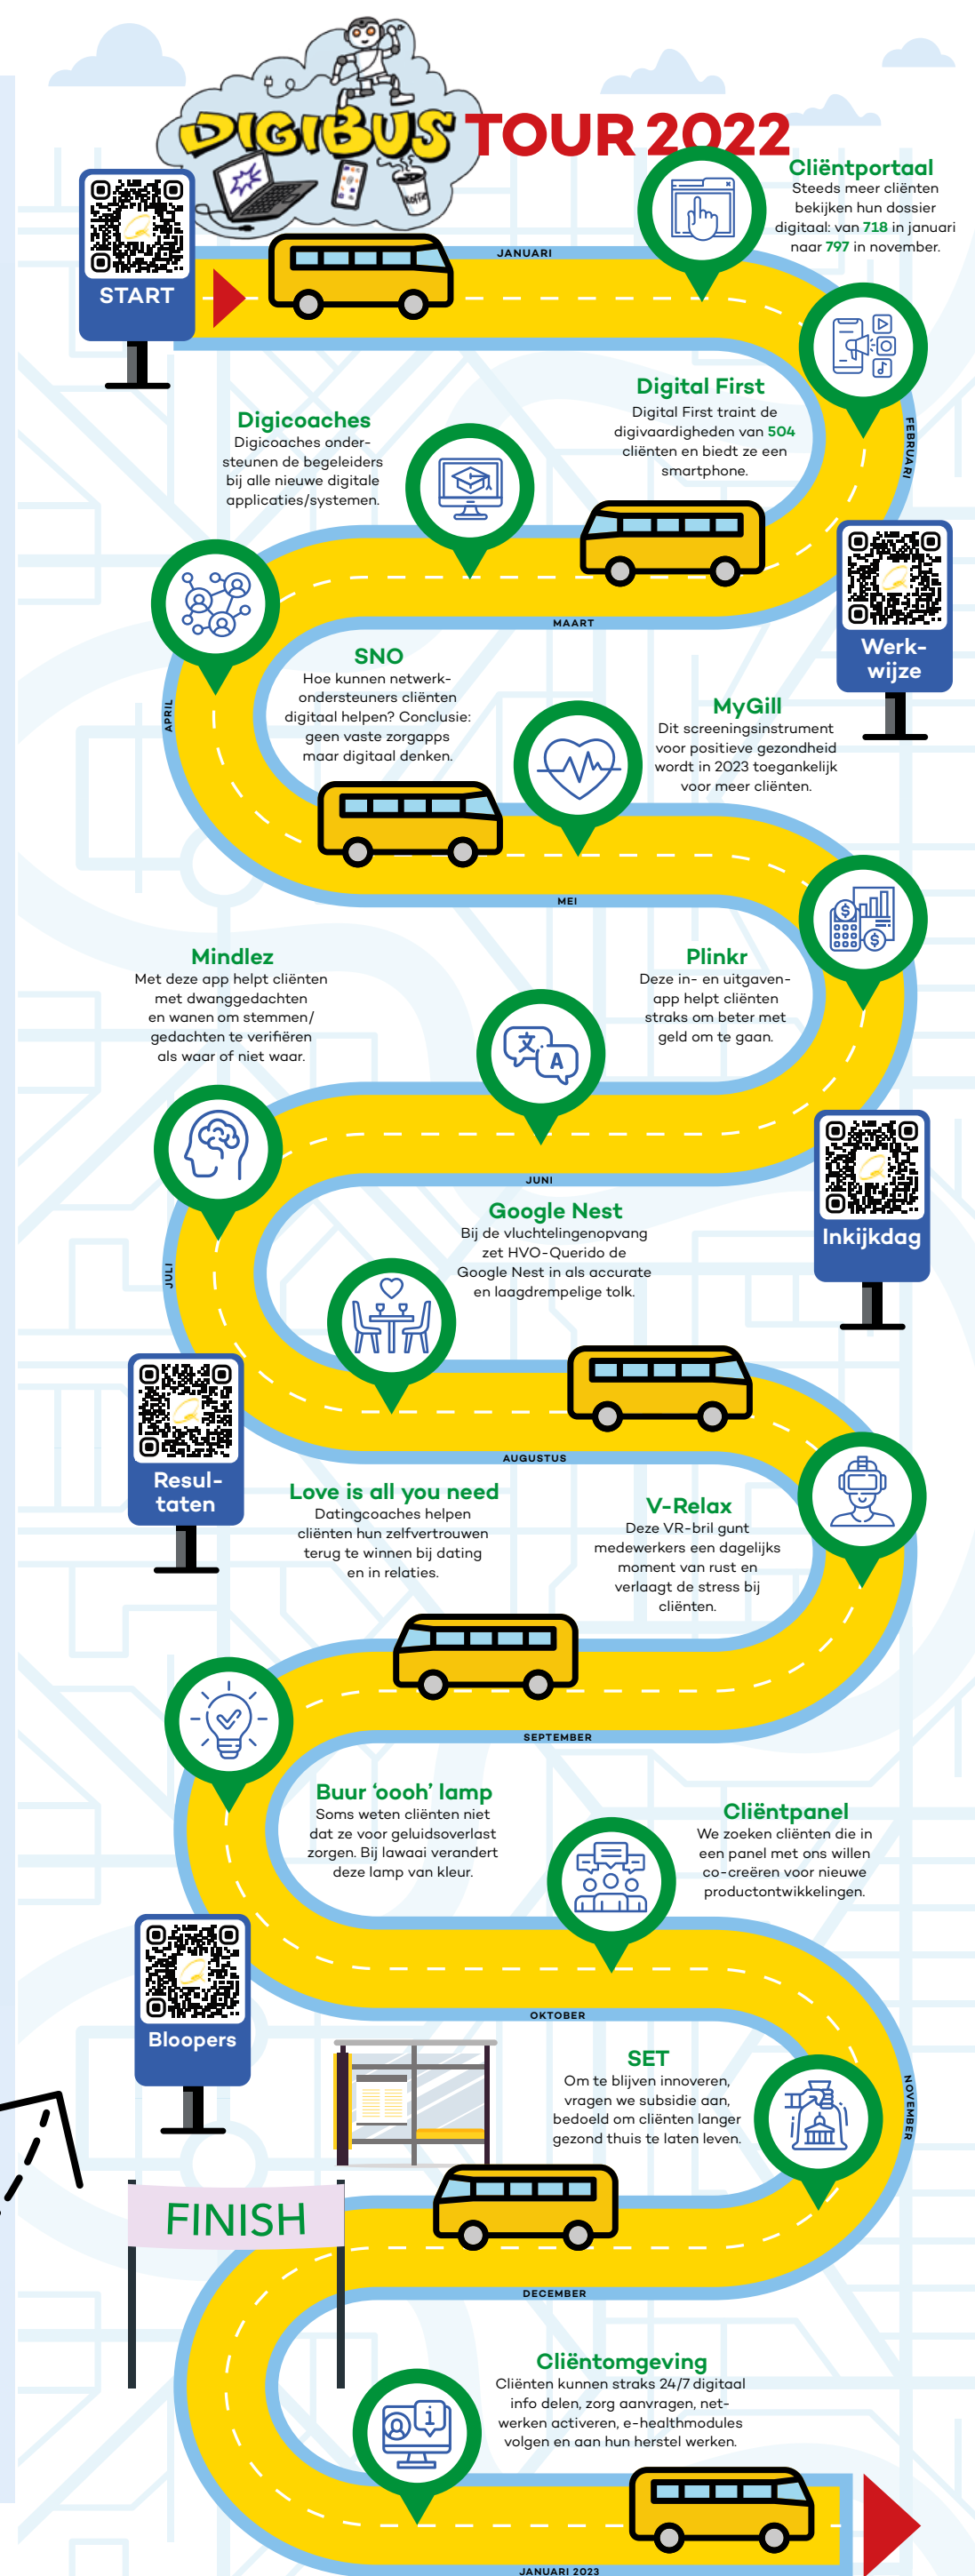 DIGIBUS
KOFFIE
TOUR 2022
START
JANUARI
Cliëntportaal
Steeds meer cliënten
bekijken hun dossier
digitaal: van 718 in januari
naar 797 in november.
FEBRUARI
Digital First
Digital First traint de
digivaardigheden van 504
cliënten en biedt ze een
smartphone.
Digicoaches
Digicoaches onder-
steunen de begeleiders
bij alle nieuwe digitale
applicaties/systemen.
MAART
Werk-
wijze
APRIL
SNO
Hoe kunnen netwerk-
ondersteuners cliënten
digitaal helpen? Conclusie:
geen vaste zorgapps
maar digitaal denken.
MyGill
Dit screeningsinstrument
voor positieve gezondheid
wordt in 2023 toegankelijk
voor meer cliënten.
MEI
Plinkr
Deze in- en uitgaven-
app helpt cliënten
straks om beter met
geld om te gaan.
Mindlez
Met deze app helpt cliënten
met dwanggedachten
en wanen om stemmen/
gedachten te verifiëren
als waar of niet waar.
文
A
JUNI
Inkijkdag
JULI
Google Nest
Bij de vluchtelingenopvang
zet HVO-Querido de
Google Nest in als accurate
en laagdrempelige tolk.
AUGUSTUS
Resul-
taten
Love is all you need
Datingcoaches helpen
cliënten hun zelfvertrouwen
terug te winnen bij dating
en in relaties.
V-Relax
Deze VR-bril gunt
medewerkers een dagelijks
moment van rust en
verlaagt de stress bij
cliënten.
SEPTEMBER
Buur ‘oooh’ lamp
Soms weten cliënten niet
dat ze voor geluidsoverlast
zorgen. Bij lawaai verandert
deze lamp van kleur.
Cliëntpanel
We zoeken cliënten die in
een panel met ons willen
co-creëren voor nieuwe
productontwikkelingen.
OKTOBER
Bloopers
SET
Om te blijven innoveren,
vragen we subsidie aan,
bedoeld om cliënten langer
gezond thuis te laten leven.
NOVEMBER
FINISH
DECEMBER
Cliëntomgeving
Cliënten kunnen straks 24/7 digitaal
info delen, zorg aanvragen, net-
werken activeren, e-healthmodules
volgen en aan hun herstel werken.
JANUARI 2023